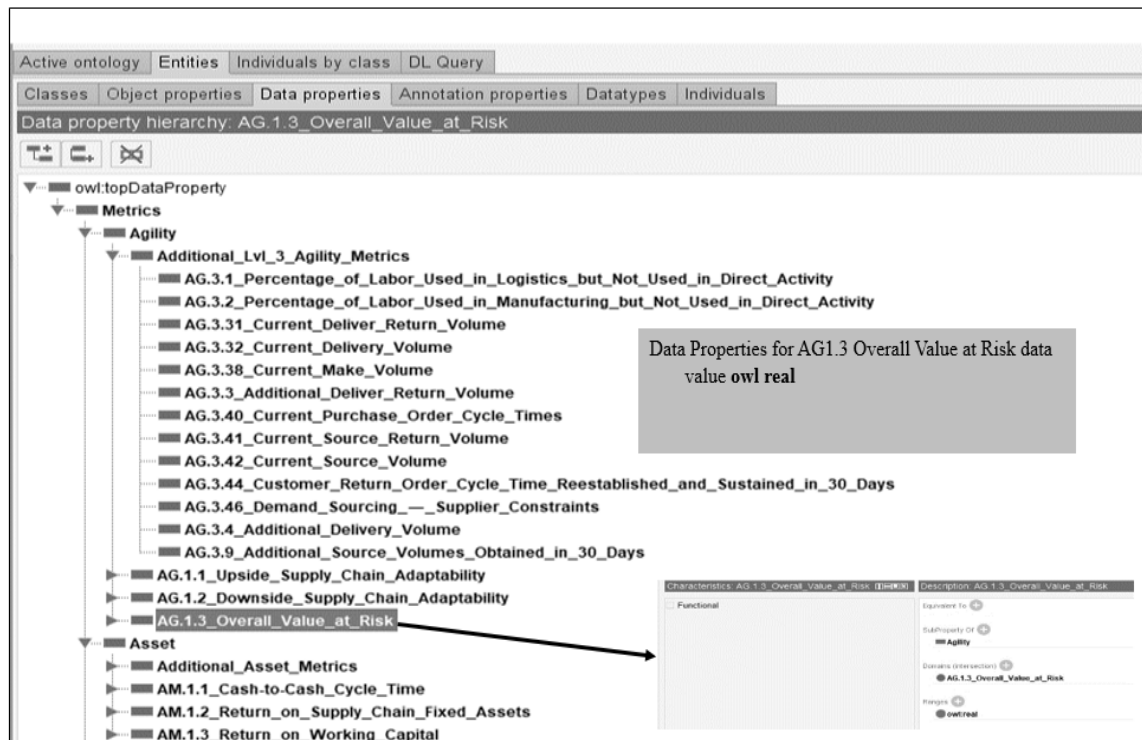 Active ontology Entities Individuals by class DL Query
Classes Object properties Data properties Annotation properties Datatypes Individuals
Data property hierarchy: AG.1.3_Overall_Value_at_Risk
owl:topDataProperty
Metrics
Agility
Additional_Lvl_3_Agility_Metrics
AG.3.1_Percentage_of_Labor_Used_in_Logistics_but_Not_Used_in_Direct_Activity
AG.3.2_Percentage_of_Labor_Used_in_Manufacturing_but_Not_Used_in_Direct_Activity
AG.3.31_Current_Deliver_Return_Volume
AG.3.32_Current_Delivery_Volume
AG.3.38_Current_Make_Volume
AG.3.3_Additional_Deliver_Return_Volume
AG.3.40_Current_Purchase_Order_Cycle_Times
AG.3.41_Current_Source_Return_Volume
AG.3.42_Current_Source_Volume
AG.3.44_Customer_Return_Order_Cycle_Time_Reestablished_and_Sustained_in_30_Days
AG.3.46_Demand_Sourcing_—_Supplier_Constraints
AG.3.4_Additional_Delivery_Volume
AG.3.9_Additional_Source_Volumes_Obtained_in_30_Days
AG.1.1_Upside_Supply_Chain_Adaptability
AG.1.2_Downside_Supply_Chain_Adaptability
AG.1.3_Overall_Value_at_Risk
Asset
Additional_Asset_Metrics
AM.1.1_Cash-to-Cash_Cycle_Time
AM.1.2_Return_on_Supply_Chain_Fixed_Assets
AM.1.3_Return_on_Working_Capital
Data Properties for AG1.3 Overall Value at Risk data
value owl real
Characteristics: AG.1.3_Overall_Value_at_Risk
Functional
Description: AG.1.3_Overall_Value_at_Risk
Equivalent To
SubProperty Of
Agility
Domains (intersection)
AG.1.3_Overall_Value_at_Risk
Ranges
owl:real